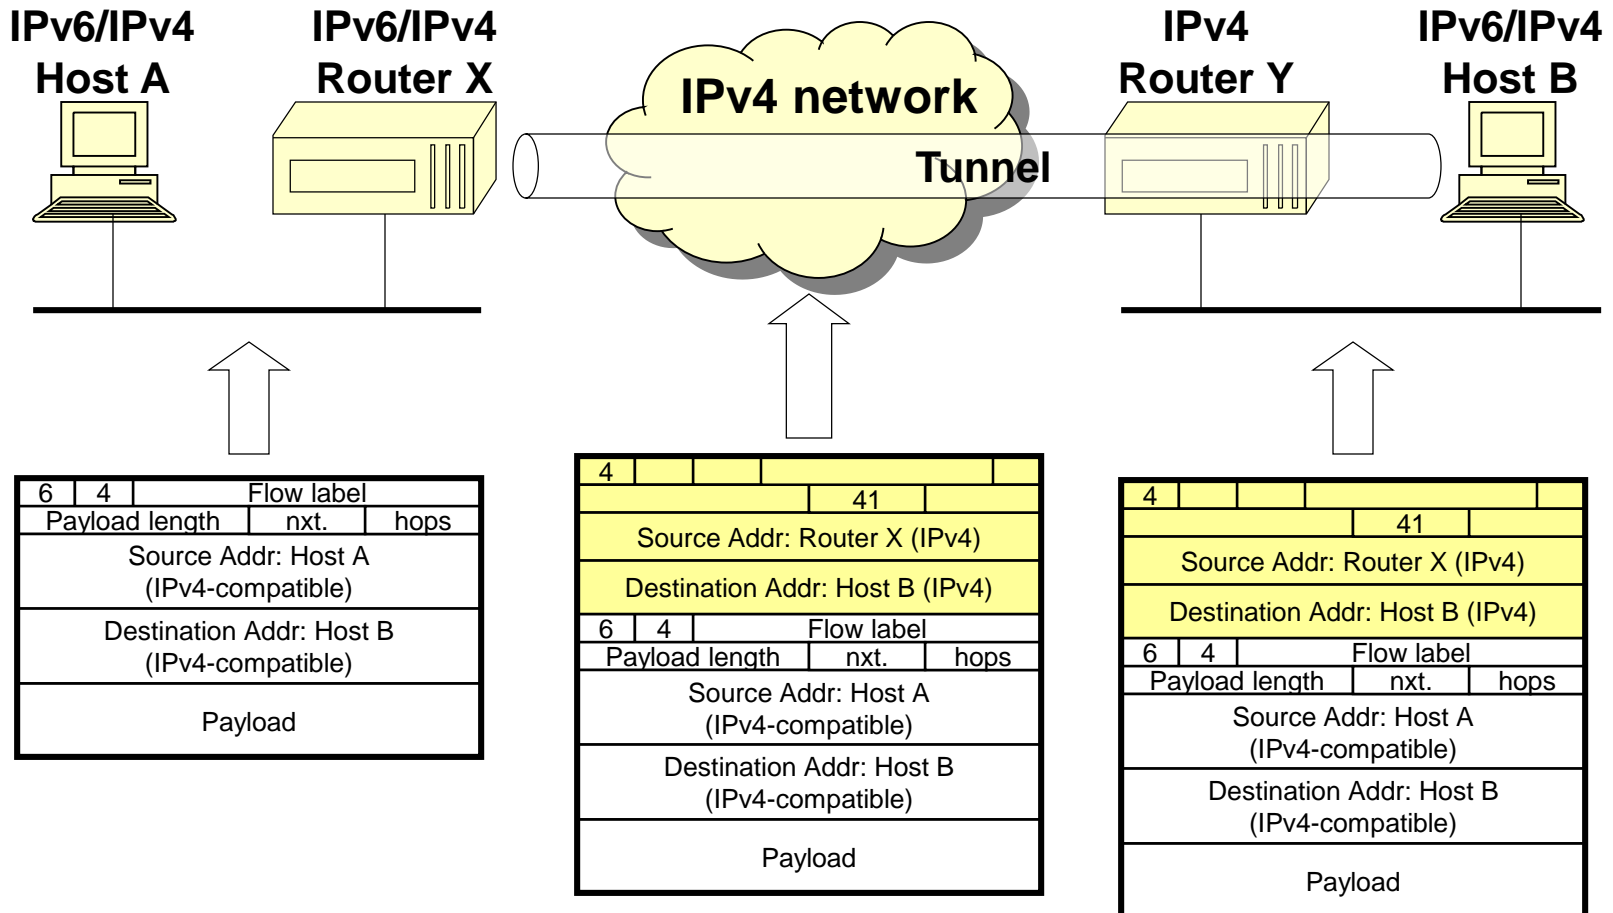 IPv6/IPv4
Host A
IPv6/IPv4
Router X
IPv4 network
Tunnel
IPv4
Router Y
IPv6/IPv4
Host B
6 4 Flow label
Payload length nxt. hops
Source Addr: Host A
(IPv4-compatible)
Destination Addr: Host B
(IPv4-compatible)
Payload
4
41
Source Addr: Router X (IPv4)
Destination Addr: Host B (IPv4)
6 4 Flow label
Payload length nxt. hops
Source Addr: Host A
(IPv4-compatible)
Destination Addr: Host B
(IPv4-compatible)
Payload
4
41
Source Addr: Router X (IPv4)
Destination Addr: Host B (IPv4)
6 4 Flow label
Payload length nxt. hops
Source Addr: Host A
(IPv4-compatible)
Destination Addr: Host B
(IPv4-compatible)
Payload